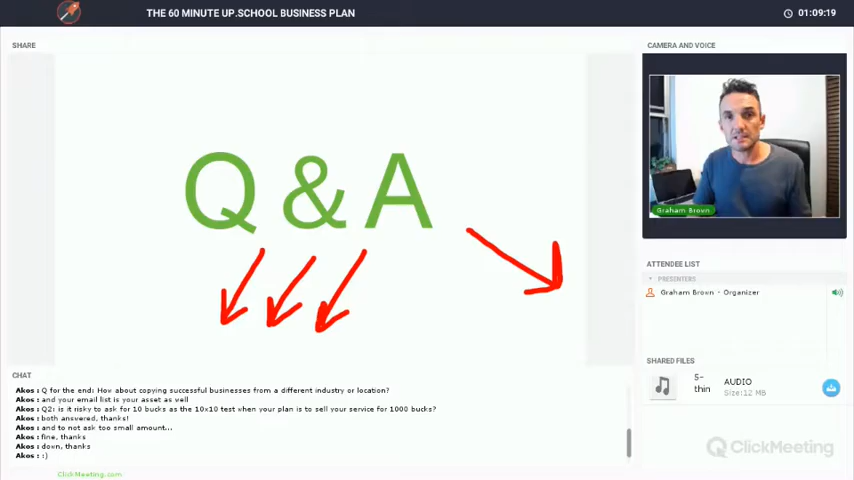 THE 60 MINUTE UP.SCHOOL BUSINESS PLAN
01:09:19
SHARE
Q & A
CAMERA AND VOICE
Graham Brown
ATTENDEE LIST
PRESENTERS
Graham Brown - Organizer
SHARED FILES
S-
thin
AUDIO
Size:12 MB
CHAT
Akos : Q for the end: How about copying successful businesses from a different industry or location?
Akos : and your email list is your asset as well
Akos : Q2: is it risky to ask for 10 bucks as the 10x10 test when your plan is to sell your service for 1000 bucks?
Akos : both answered, thanks!
Akos : and to not ask too small amount...
Akos : fine, thanks
Akos : down, thanks
Akos : :)
ClickMeeting
ClickMeeting.com